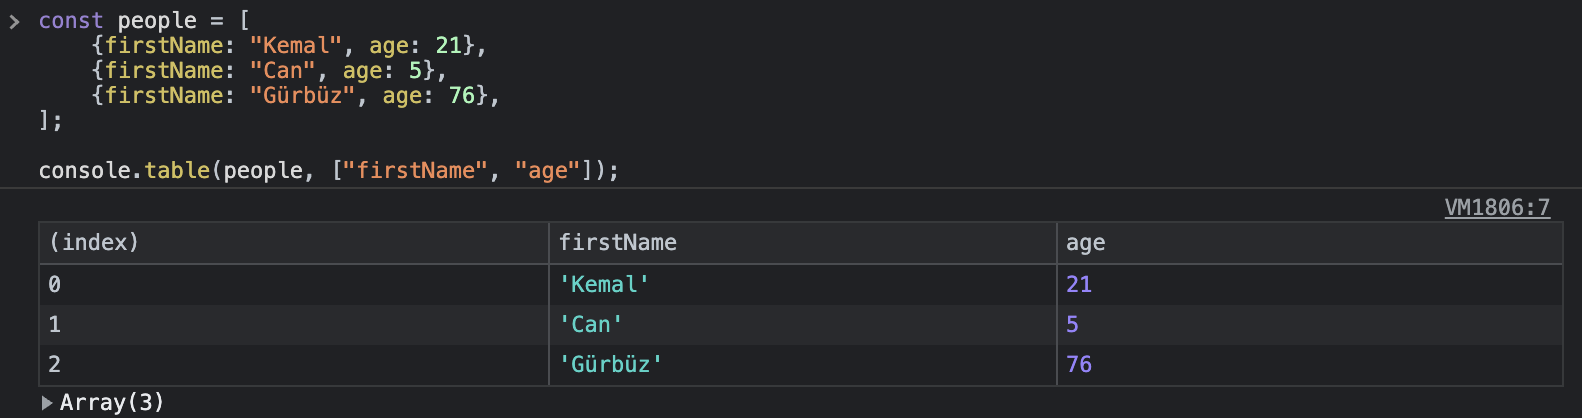 const people = [
    {firstName: "Kemal", age: 21},
    {firstName: "Can", age: 5},
    {firstName: "Gürbüz", age: 76},
];
console.table(people, ["firstName", "age"]);
VM1806:7
(index) firstName age
0 'Kemal' 21
1 'Can' 5
2 'Gürbüz' 76
Array(3)